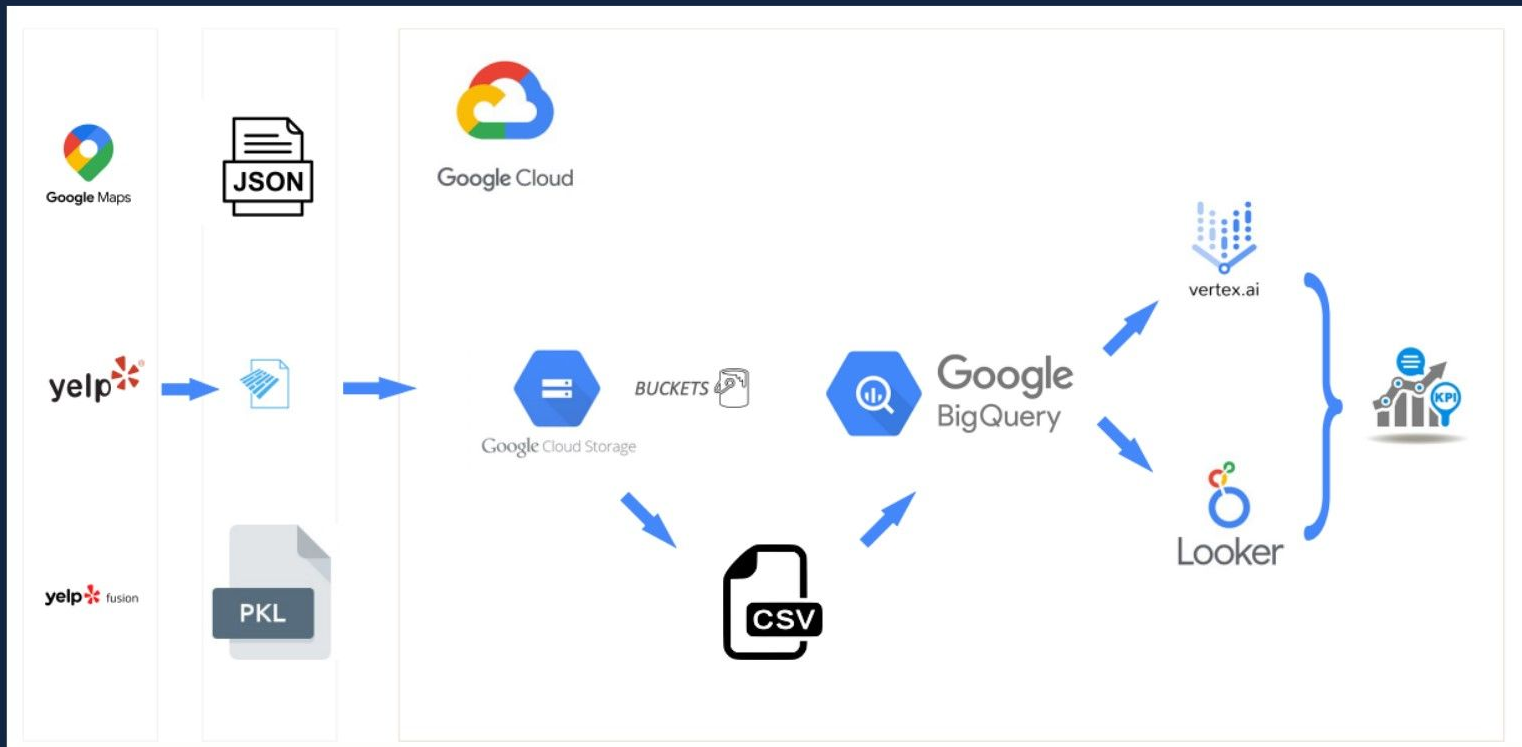 Google Maps
yelp®
yelp fusion
JSON
PKL
Google Cloud
Google Cloud Storage
BUCKETS
CSV
Google
BigQuery
vertex.ai
Looker
KPI